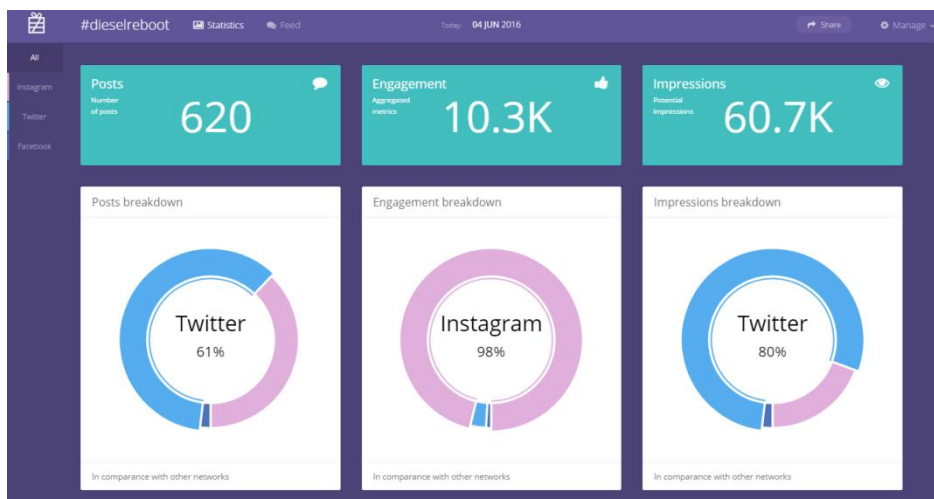 #dieselreboot Statistics Feed Today: 04 JUN 2016 Share Manage
All
Instagram
Twitter
Facebook
Posts
Number
of posts
620
Engagement
Aggregated
metrics
10.3K
Impressions
Potential
impressions
60.7K
Posts breakdown
Twitter
61%
In comparance with other networks
Engagement breakdown
Instagram
98%
In comparance with other networks
Impressions breakdown
Twitter
80%
In comparance with other networks